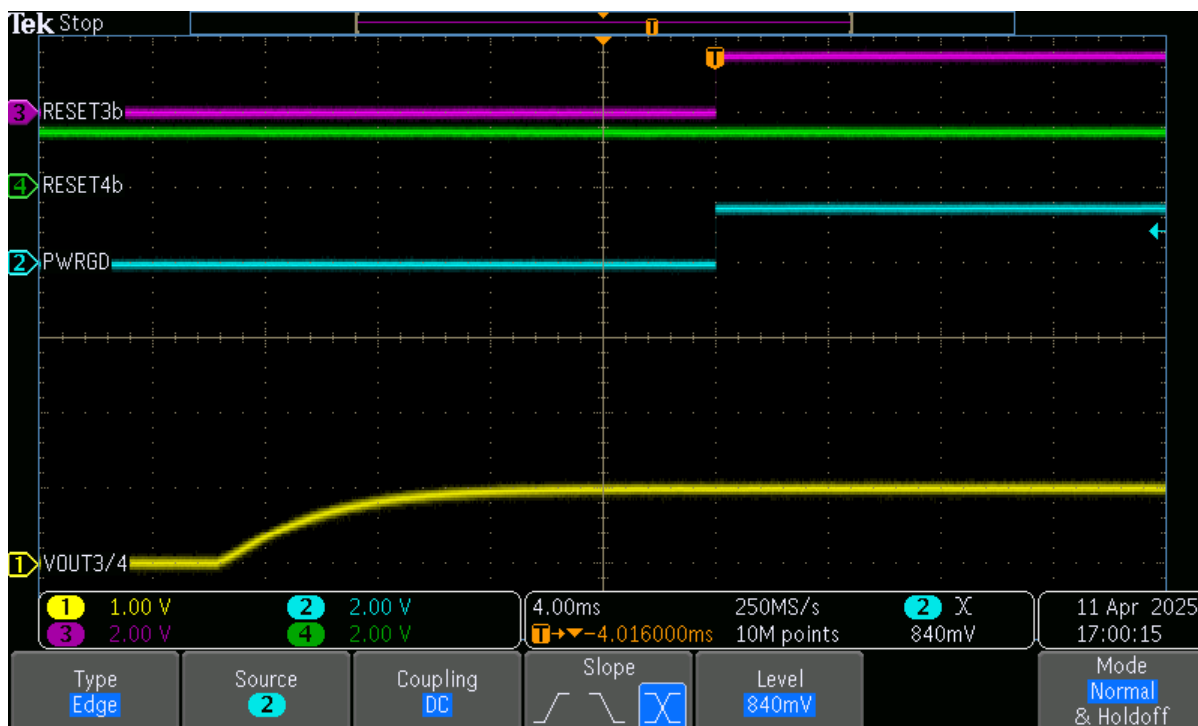 Tek Stop
T
T
3 RESET3b
4 RESET4b
2 PWRGD
1 VOUT3/4
1 1.00 V 2 2.00 V
3 2.00 V 4 2.00 V
4.00ms 250MS/s 2 840mV
T→▼-4.016000ms 10M points
11 Apr 2025
17:00:15
Type
Edge
Source
2
Coupling
DC
Slope
Level
840mV
Mode
Normal
& Holdoff